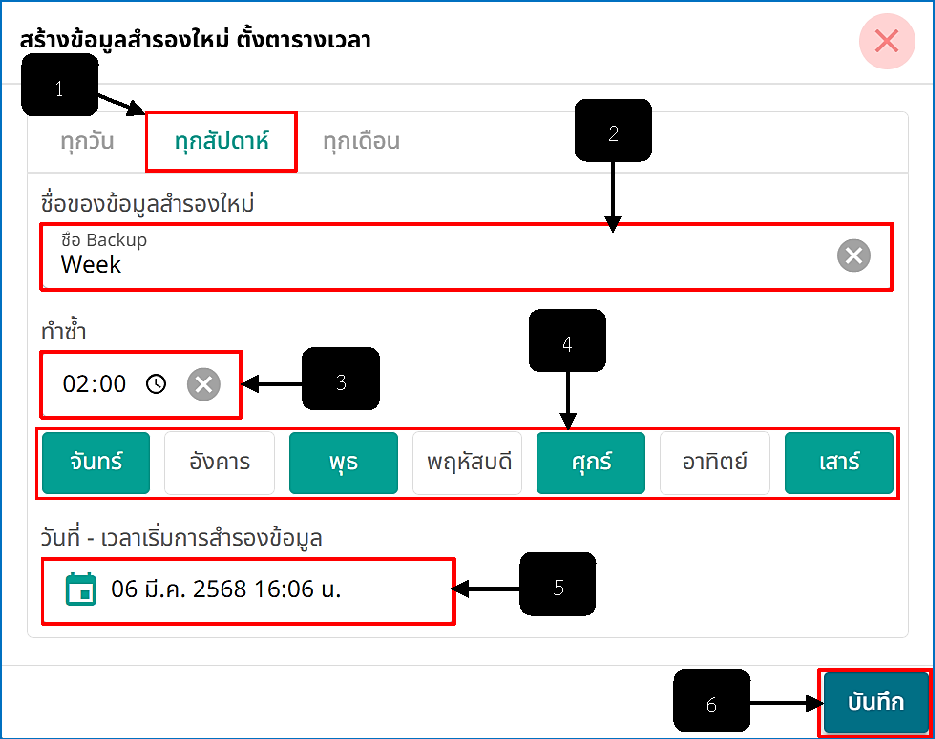 สร้างข้อมูลสำรองใหม่ ตั้งตารางเวลา
1
ทุกวัน ทุกสัปดาห์ ทุกเดือน
2
ชื่อของข้อมูลสำรองใหม่
ชื่อ Backup
Week
ทำซ้ำ
4
02:00
3
จันทร์ อังคาร พุธ พฤหัสบดี ศุกร์ อาทิตย์ เสาร์
วันที่ - เวลาเริ่มการสำรองข้อมูล
06 มี.ค. 2568 16:06 น.
5
6
บันทึก